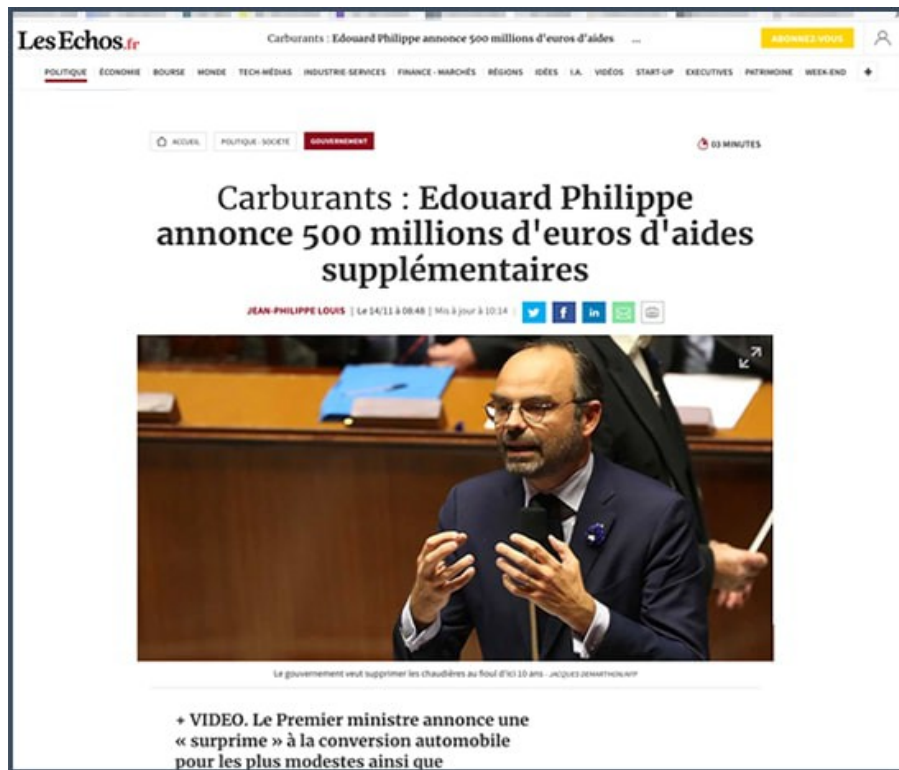 LesEchos.fr
Carburants : Edouard Philippe annonce 500 millions d'euros d'aides ...
ABONNEZ-VOUS
POLITIQUE ÉCONOMIE BOURSE MONDE TECH-MÉDIAS INDUSTRIE-SERVICES FINANCE - MARCHÉS RÉGIONS IDÉES I.A. VIDÉOS START-UP EXECUTIVES PATRIMOINE WEEK-END +
ACCUEIL POLITIQUE - SOCIÉTÉ GOUVERNEMENT
03 MINUTES
Carburants : Edouard Philippe
annonce 500 millions d'euros d'aides
supplémentaires
JEAN-PHILIPPE LOUIS | Le 14/11 à 08:48 | Mis à jour à 10:14
in
Le gouvernement veut supprimer les chaudières au fioul d'ici 10 ans - JACQUES DEMARTHON/AFP
+ VIDEO. Le Premier ministre annonce une
« surprime » à la conversion automobile
pour les plus modestes ainsi que